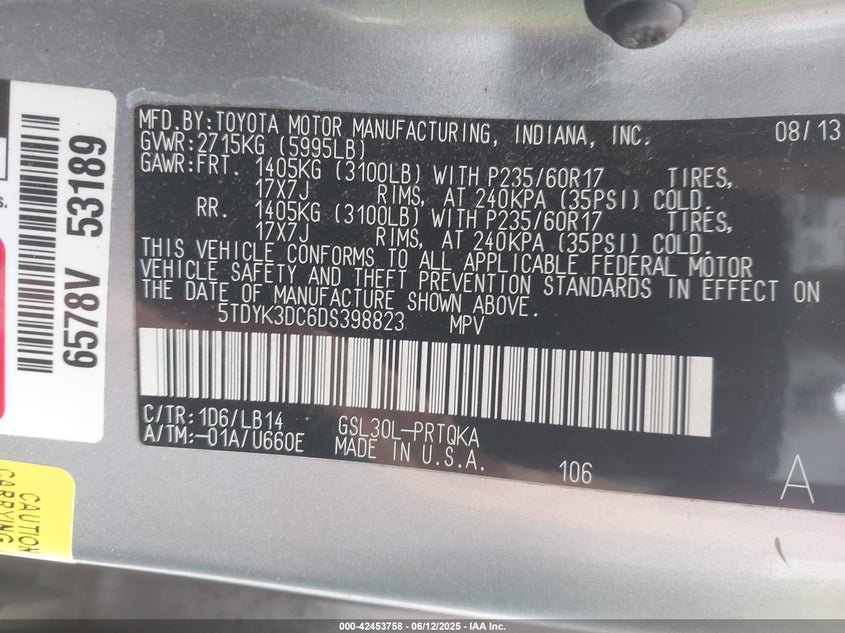 MFD.BY:TOYOTA MOTOR MANUFACTURING, INDIANA, INC. 08/13
GVWR:2715KG (5995LB)
GAWR:FRT. 1405KG (3100LB) WITH P235/60R17 TIRES,
17X7J RIMS, AT 240KPA (35PSI) COLD.
RR. 1405KG (3100LB) WITH P235/60R17 TIRES,
17X7J RIMS, AT 240KPA (35PSI) COLD.
THIS VEHICLE CONFORMS TO ALL APPLICABLE FEDERAL MOTOR
VEHICLE SAFETY AND THEFT PREVENTION STANDARDS IN EFFECT ON
THE DATE OF MANUFACTURE SHOWN ABOVE.
5TDYK3DC6DS398823 MPV
C/TR:1D6/LB14 GSL30L-PRTQKA
A/TM:-01A/U660E MADE IN U.S.A.
106
A
6578V 53189
s.
CAUTION
CARRYING
000-42453758 - 06/12/2025 - IAA Inc.